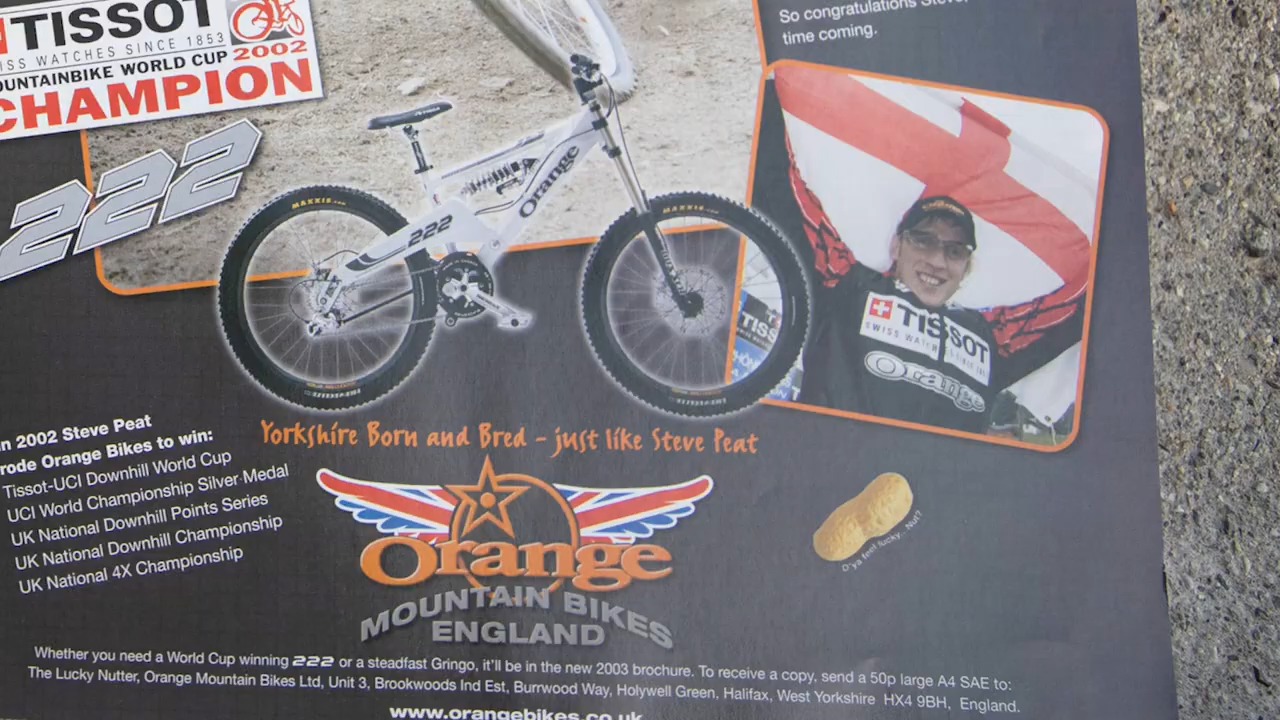 TISSOT
WATCHES SINCE 1853
MOUNTAINBIKE WORLD CUP 2002
CHAMPION
So congratulations Steve,
time coming.
222
Orange
222
MAXXIS.com
MAXXIS.com
TISSOT
Orange
TISS
Yorkshire Born and Bred - just like Steve Peat
In 2002 Steve Peat
rode Orange Bikes to win:
Tissot-UCI Downhill World Cup
UCI World Championship Silver Medal
UK National Downhill Points Series
UK National Downhill Championship
UK National 4X Championship
Orange
MOUNTAIN BIKES
ENGLAND
D'ya feel lucky... Nut?
Whether you need a World Cup winning 222 or a steadfast Gringo, it'll be in the new 2003 brochure. To receive a copy, send a 50p large A4 SAE to:
The Lucky Nutter, Orange Mountain Bikes Ltd, Unit 3, Brookwoods Ind Est, Burrwood Way, Holywell Green, Halifax, West Yorkshire HX4 9BH, England.
www.orangebikes.co.uk